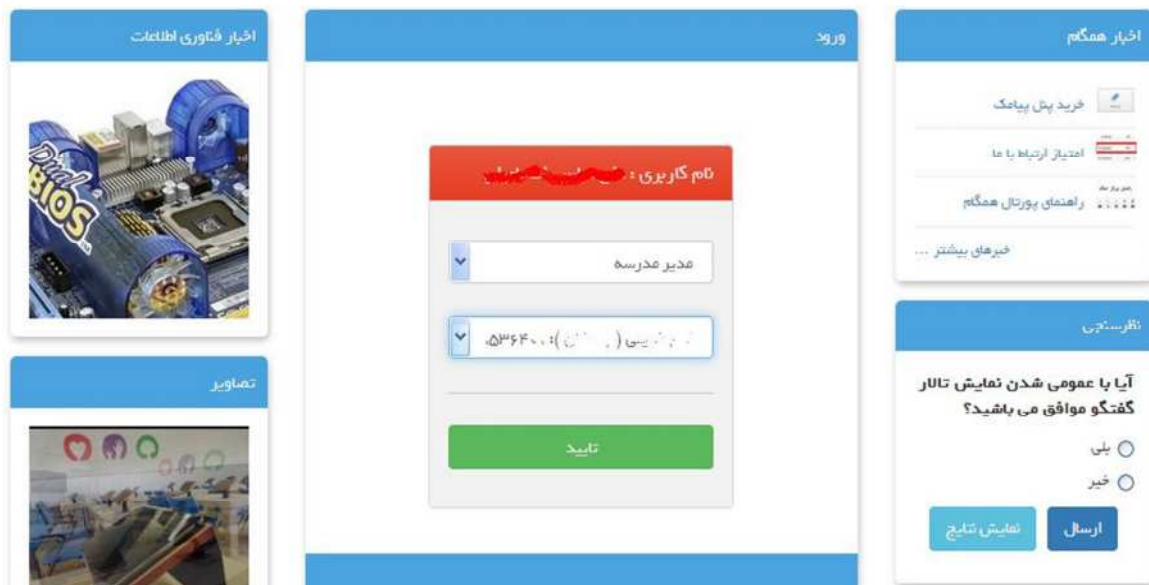 اخبار همگام
خرید پنل پیامک
امتیاز ارتباط با ما
راهنمای پورتال همگام
خبرهای بیشتر ...
نظرسنجی
آیا با عمومی شدن نمایش تالار
گفتگو موافق می باشید؟
بلی
خیر
ارسال
نمایش نتایج
ورود
نام کاربری :
مدیر مدرسه
تایید
اخبار فناوری اطلاعات
Dual
BIOS
تصاویر